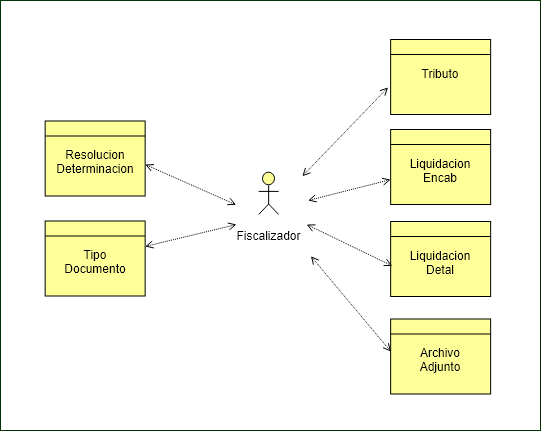 Tributo
Resolucion
Determinacion
Liquidacion
Encab
Fiscalizador
Tipo
Documento
Liquidacion
Detal
Archivo
Adjunto